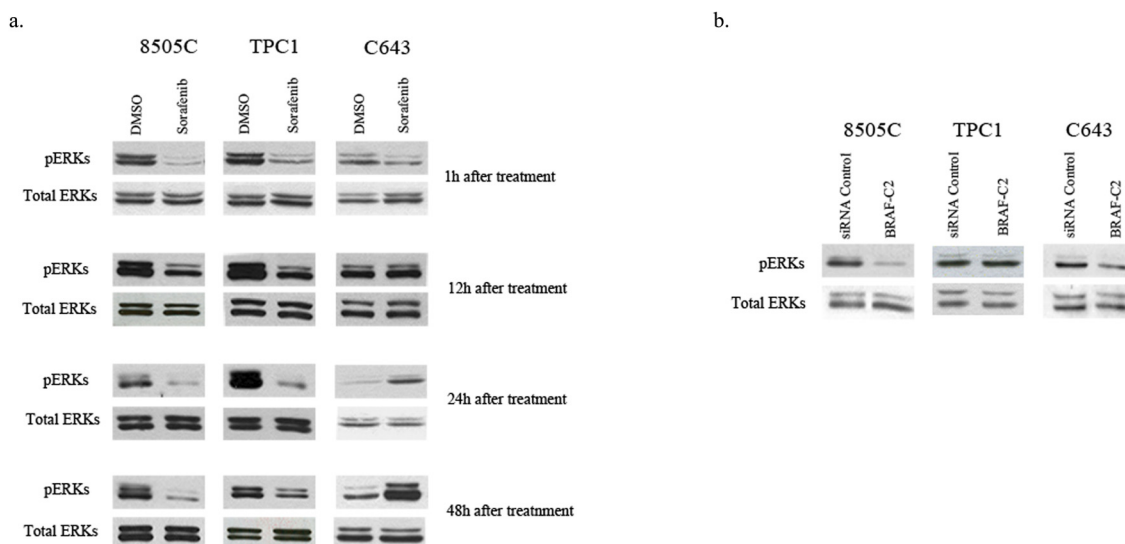 a.
8505C TPC1 C643
DMSO Sorafenib DMSO Sorafenib DMSO Sorafenib
pERKs
Total ERKs
1h after treatment
pERKs
Total ERKs
12h after treatment
pERKs
Total ERKs
24h after treatment
pERKs
Total ERKs
48h after treatnment
b.
8505C TPC1 C643
siRNA Control BRAF-C2 siRNA Control BRAF-C2 siRNA Control BRAF-C2
pERKs
Total ERKs